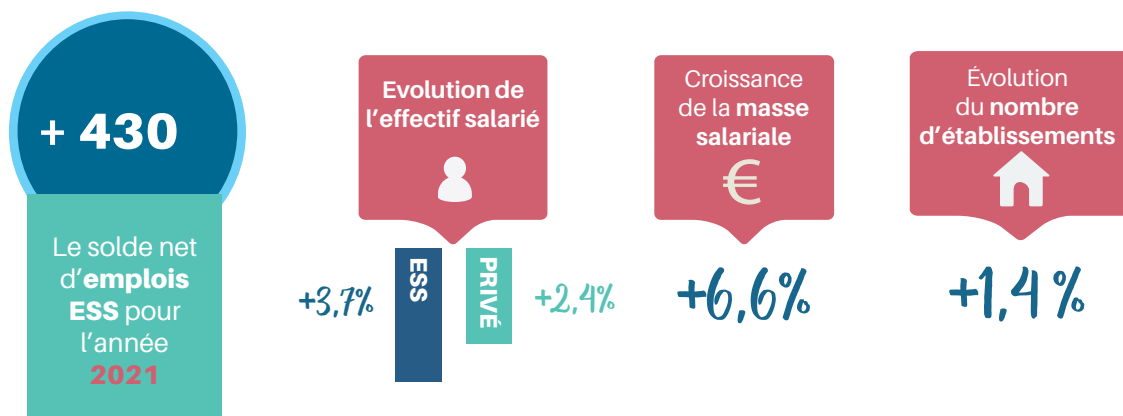 + 430
Le solde net
d'emplois
ESS pour
l'année
2021
Evolution de
l'effectif salarié
+3,7%
ESS
PRIVÉ
+2,4%
Croissance
de la masse
salariale
€
+6,6%
Évolution
du nombre
d'établissements
+1,4 %